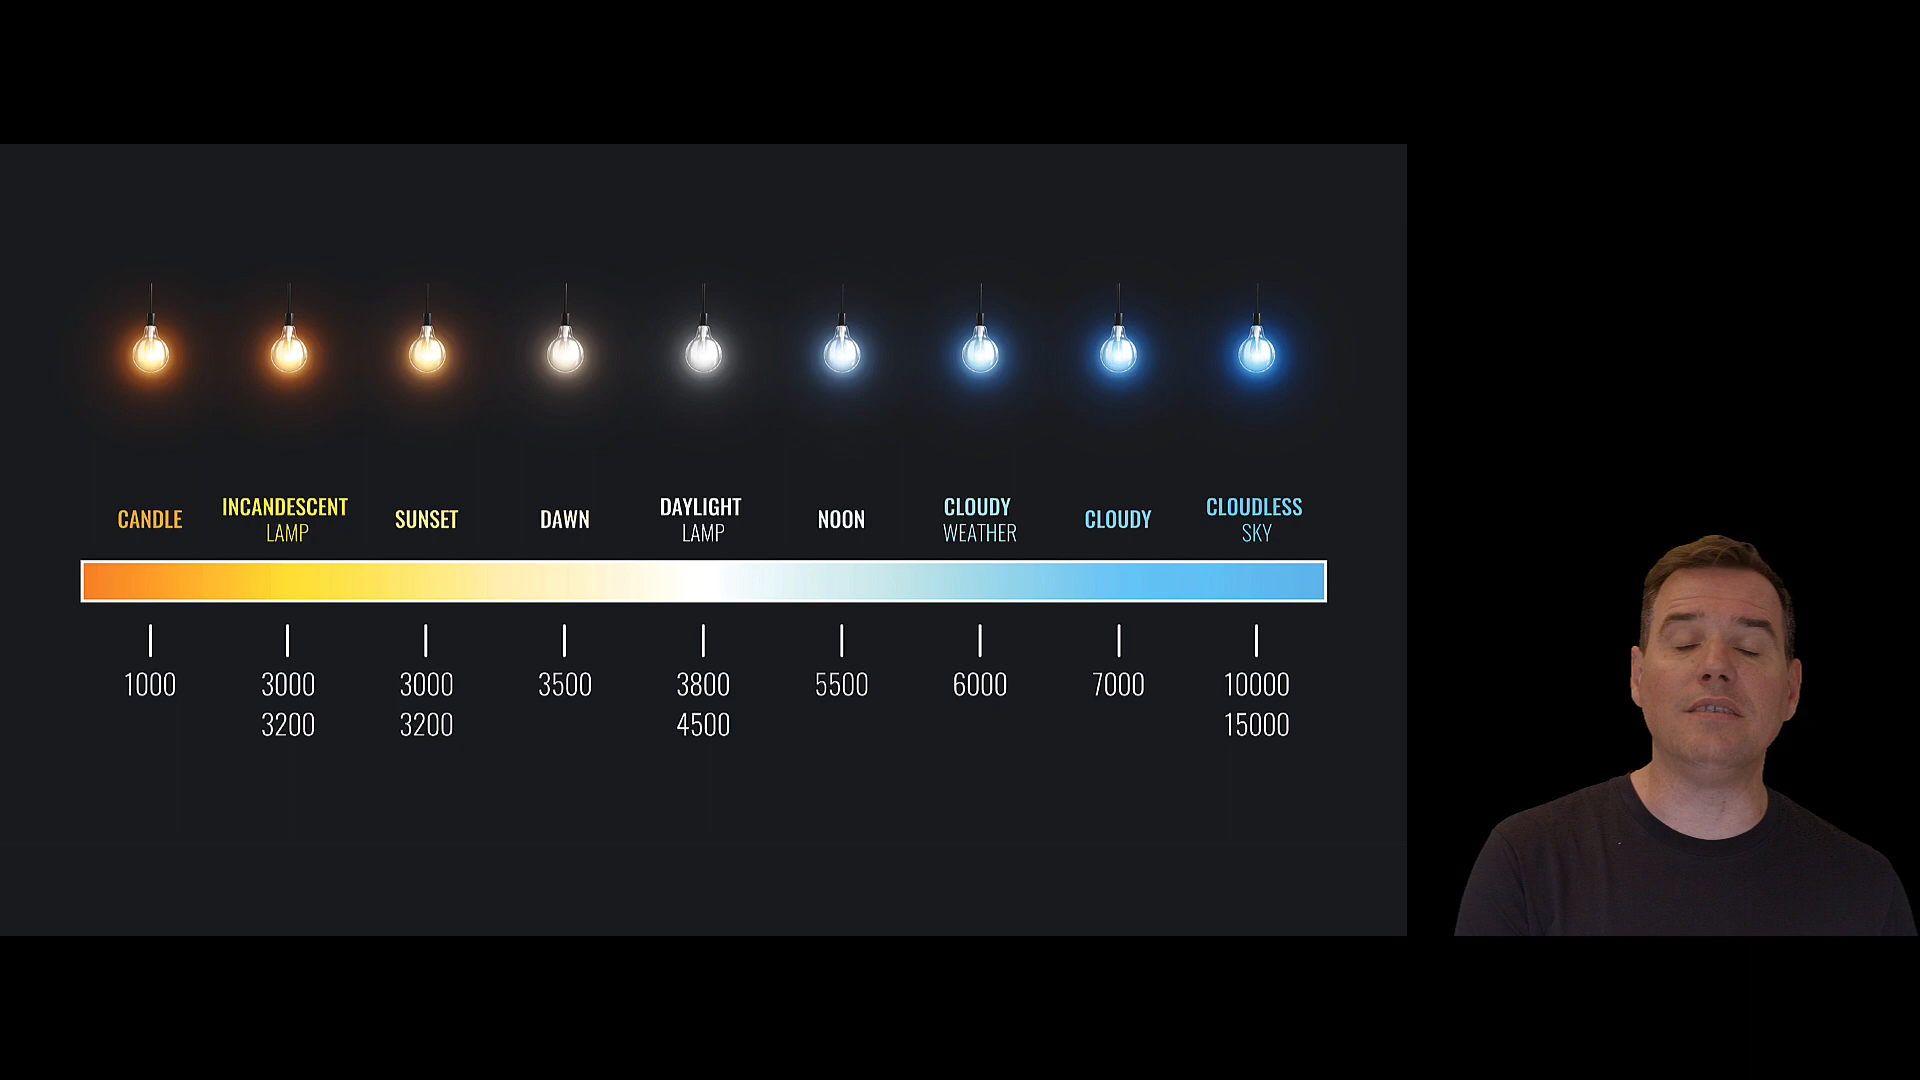 CANDLE
INCANDESCENT
LAMP
SUNSET
DAWN
DAYLIGHT
LAMP
NOON
CLOUDY
WEATHER
CLOUDY
CLOUDLESS
SKY
1000
3000
3200
3000
3200
3500
3800
4500
5500
6000
7000
10000
15000